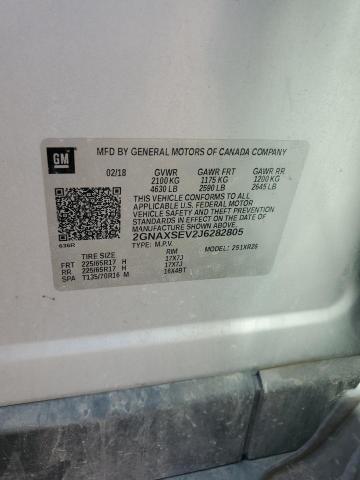 GM
MFD BY GENERAL MOTORS OF CANADA COMPANY
02/18 GVWR GAWR FRT GAWR RR
2100 KG 1175 KG 1200 KG
4630 LB 2590 LB 2645 LB
THIS VEHICLE CONFORMS TO ALL
APPLICABLE U.S. FEDERAL MOTOR
VEHICLE SAFETY, BUMPER, AND THEFT
PREVENTION STANDARDS IN EFFECT
ON THE DATE OF MANUFACTURE
SHOWN ABOVE.
2GNAXSEV2J6282805
TYPE: M.P.V. MODEL: 2S1XR26
636R
TIRE SIZE RIM
FRT 225/65R17 H 17X7J
RR 225/65R17 H 17X7J
SPA T135/70R16 M 16X4BT